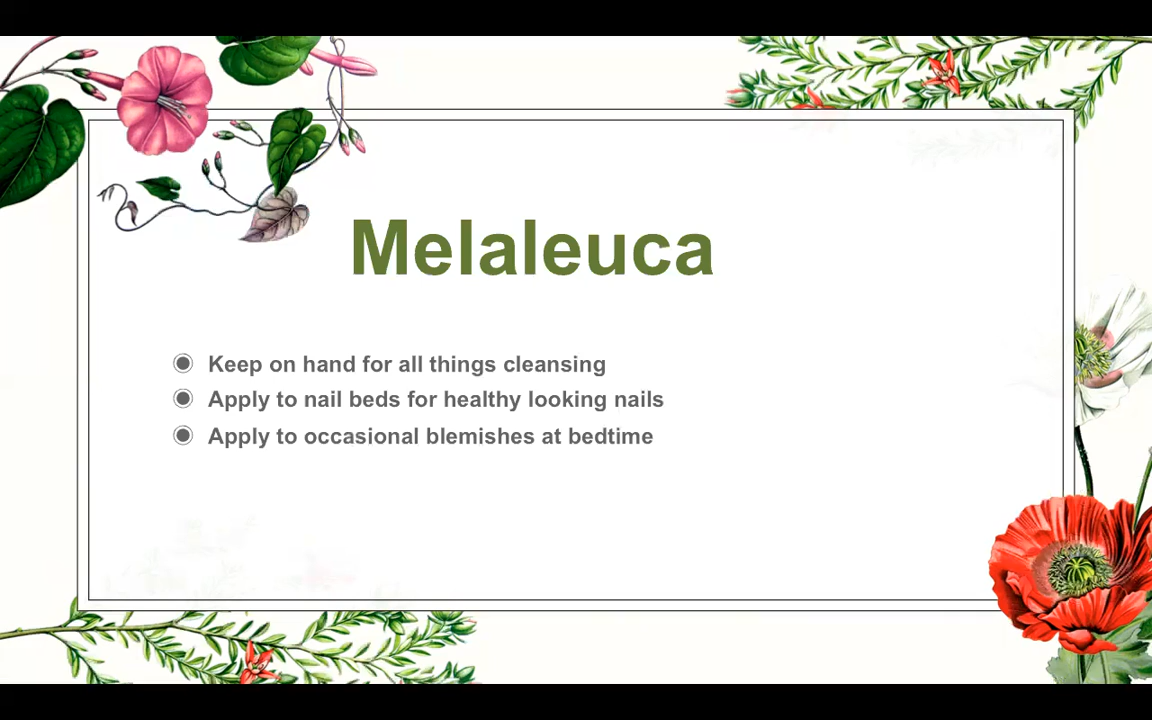 Melaleuca
Keep on hand for all things cleansing
Apply to nail beds for healthy looking nails
Apply to occasional blemishes at bedtime